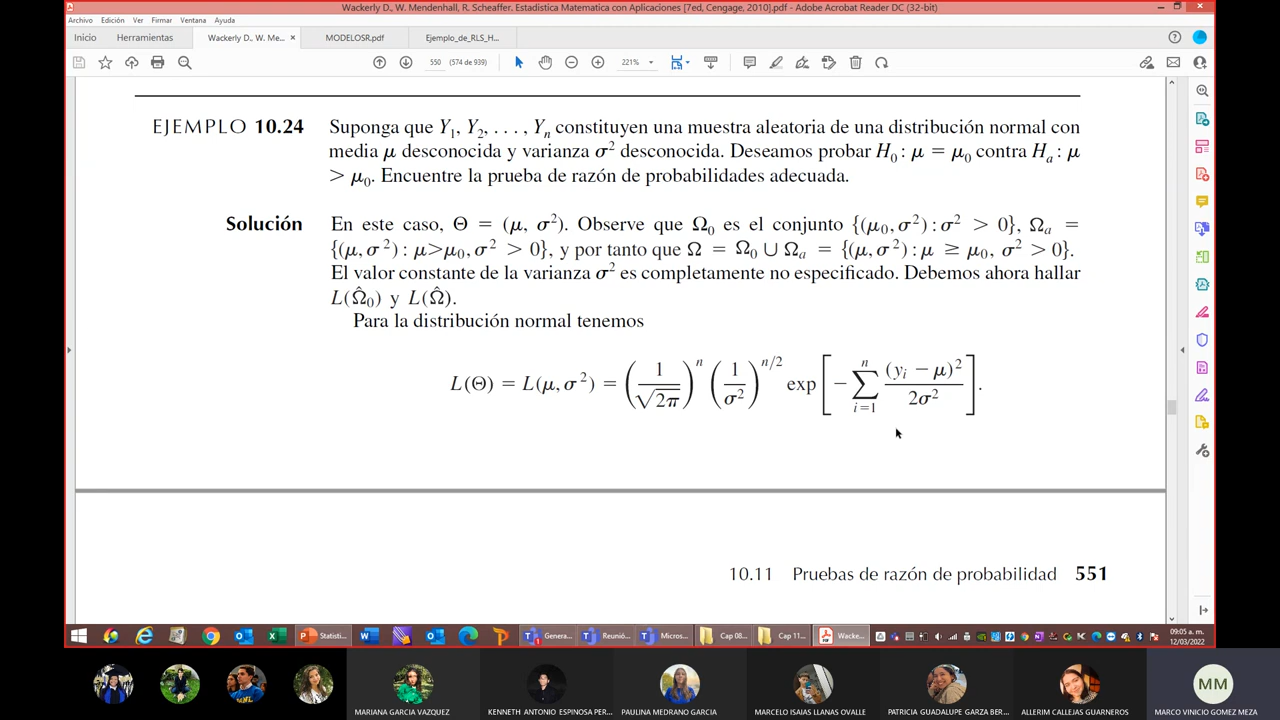 Wackerly D., W. Mendenhall, R. Scheaffer. Estadistica Matematica con Aplicaciones [7ed, Cengage, 2010].pdf - Adobe Acrobat Reader DC (32-bit)
Archivo Edición Ver Firmar Ventana Ayuda
Inicio Herramientas Wackerly D., W. Me... × MODELOSR.pdf Ejemplo_de_RLS_H...
550 (574 de 939) 221%
EJEMPLO 10.24 Suponga que Y₁, Y₂, . . . , Yₙ constituyen una muestra aleatoria de una distribución normal con
media μ desconocida y varianza σ² desconocida. Deseamos probar H₀ : μ = μ₀ contra Hₐ : μ
> μ₀. Encuentre la prueba de razón de probabilidades adecuada.
Solución En este caso, Θ = (μ, σ²). Observe que Ω₀ es el conjunto {(μ₀, σ²) : σ² > 0}, Ωₐ =
{(μ, σ²) : μ>μ₀, σ² > 0}, y por tanto que Ω = Ω₀ ∪ Ωₐ = {(μ, σ²) : μ ≥ μ₀, σ² > 0}.
El valor constante de la varianza σ² es completamente no especificado. Debemos ahora hallar
L(Ω̂₀) y L(Ω̂).
Para la distribución normal tenemos
L(Θ) = L(μ, σ²) = (1/√2π)ⁿ (1/σ²)^{n/2} exp[−∑_{i=1}^{n} (yᵢ − μ)²/2σ²].
10.11 Pruebas de razón de probabilidad 551
Statisti... Genera... Reunió... Micros... Cap 08... Cap 11... Wacke... 09:05 a. m.
12/03/2022
MM
MARIANA GARCIA VAZQUEZ KENNETH ANTONIO ESPINOSA PER... PAULINA MEDRANO GARCIA MARCELO ISAIAS LLANAS OVALLE PATRICIA GUADALUPE GARZA BER... ALLERIM CALLEJAS GUARNEROS MARCO VINICIO GOMEZ MEZA